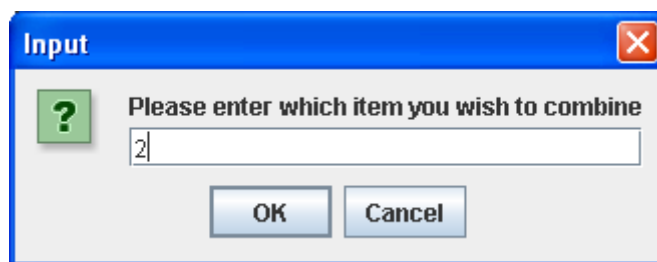 Input
?
Please enter which item you wish to combine
2
OK Cancel